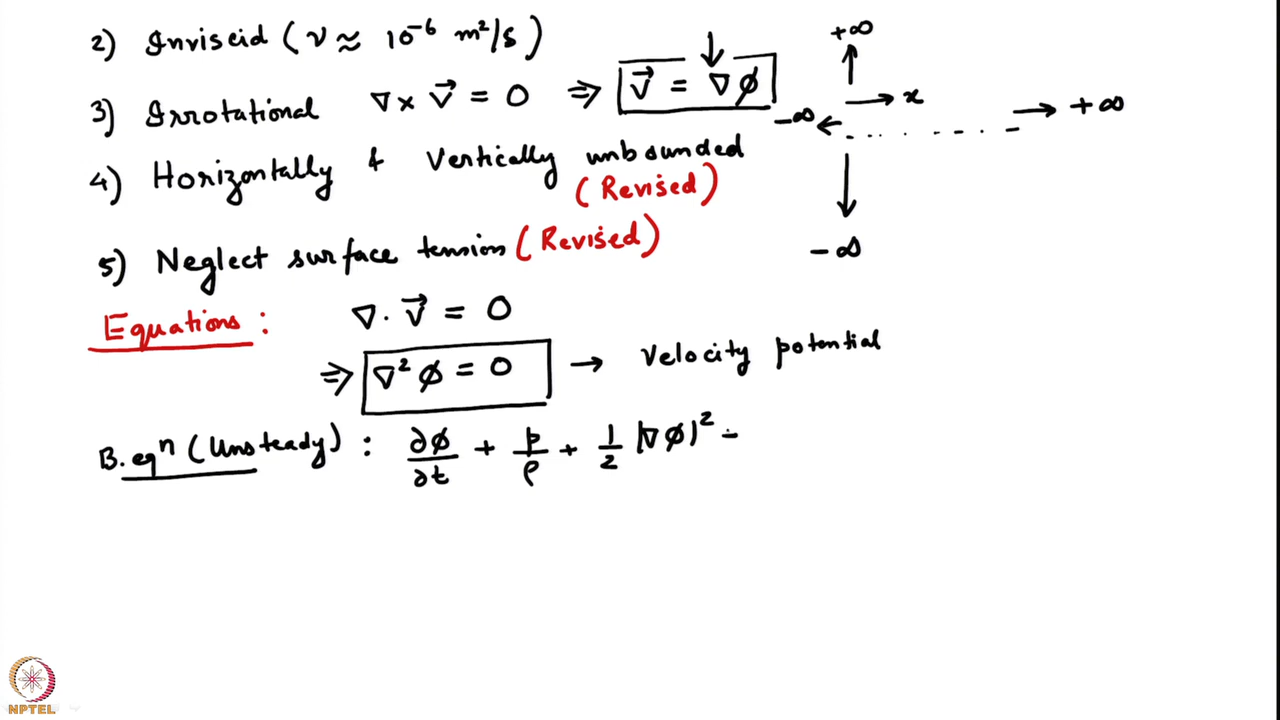 2) Inviscid (ν ≈ 10⁻⁶ m²/s)
3) Irrotational ∇ × V⃗ = 0 ⇒ V⃗ = ∇φ
4) Horizontally & Vertically unbounded
(Revised)
5) Neglect surface tension (Revised)
+∞
x
-∞
+∞
-∞
Equations : ∇ . V⃗ = 0
⇒ ∇²φ = 0 → Velocity potential
B. eqⁿ (Unsteady) : ∂φ/∂t + p/ρ + 1/2 |∇φ|² -
NPTEL